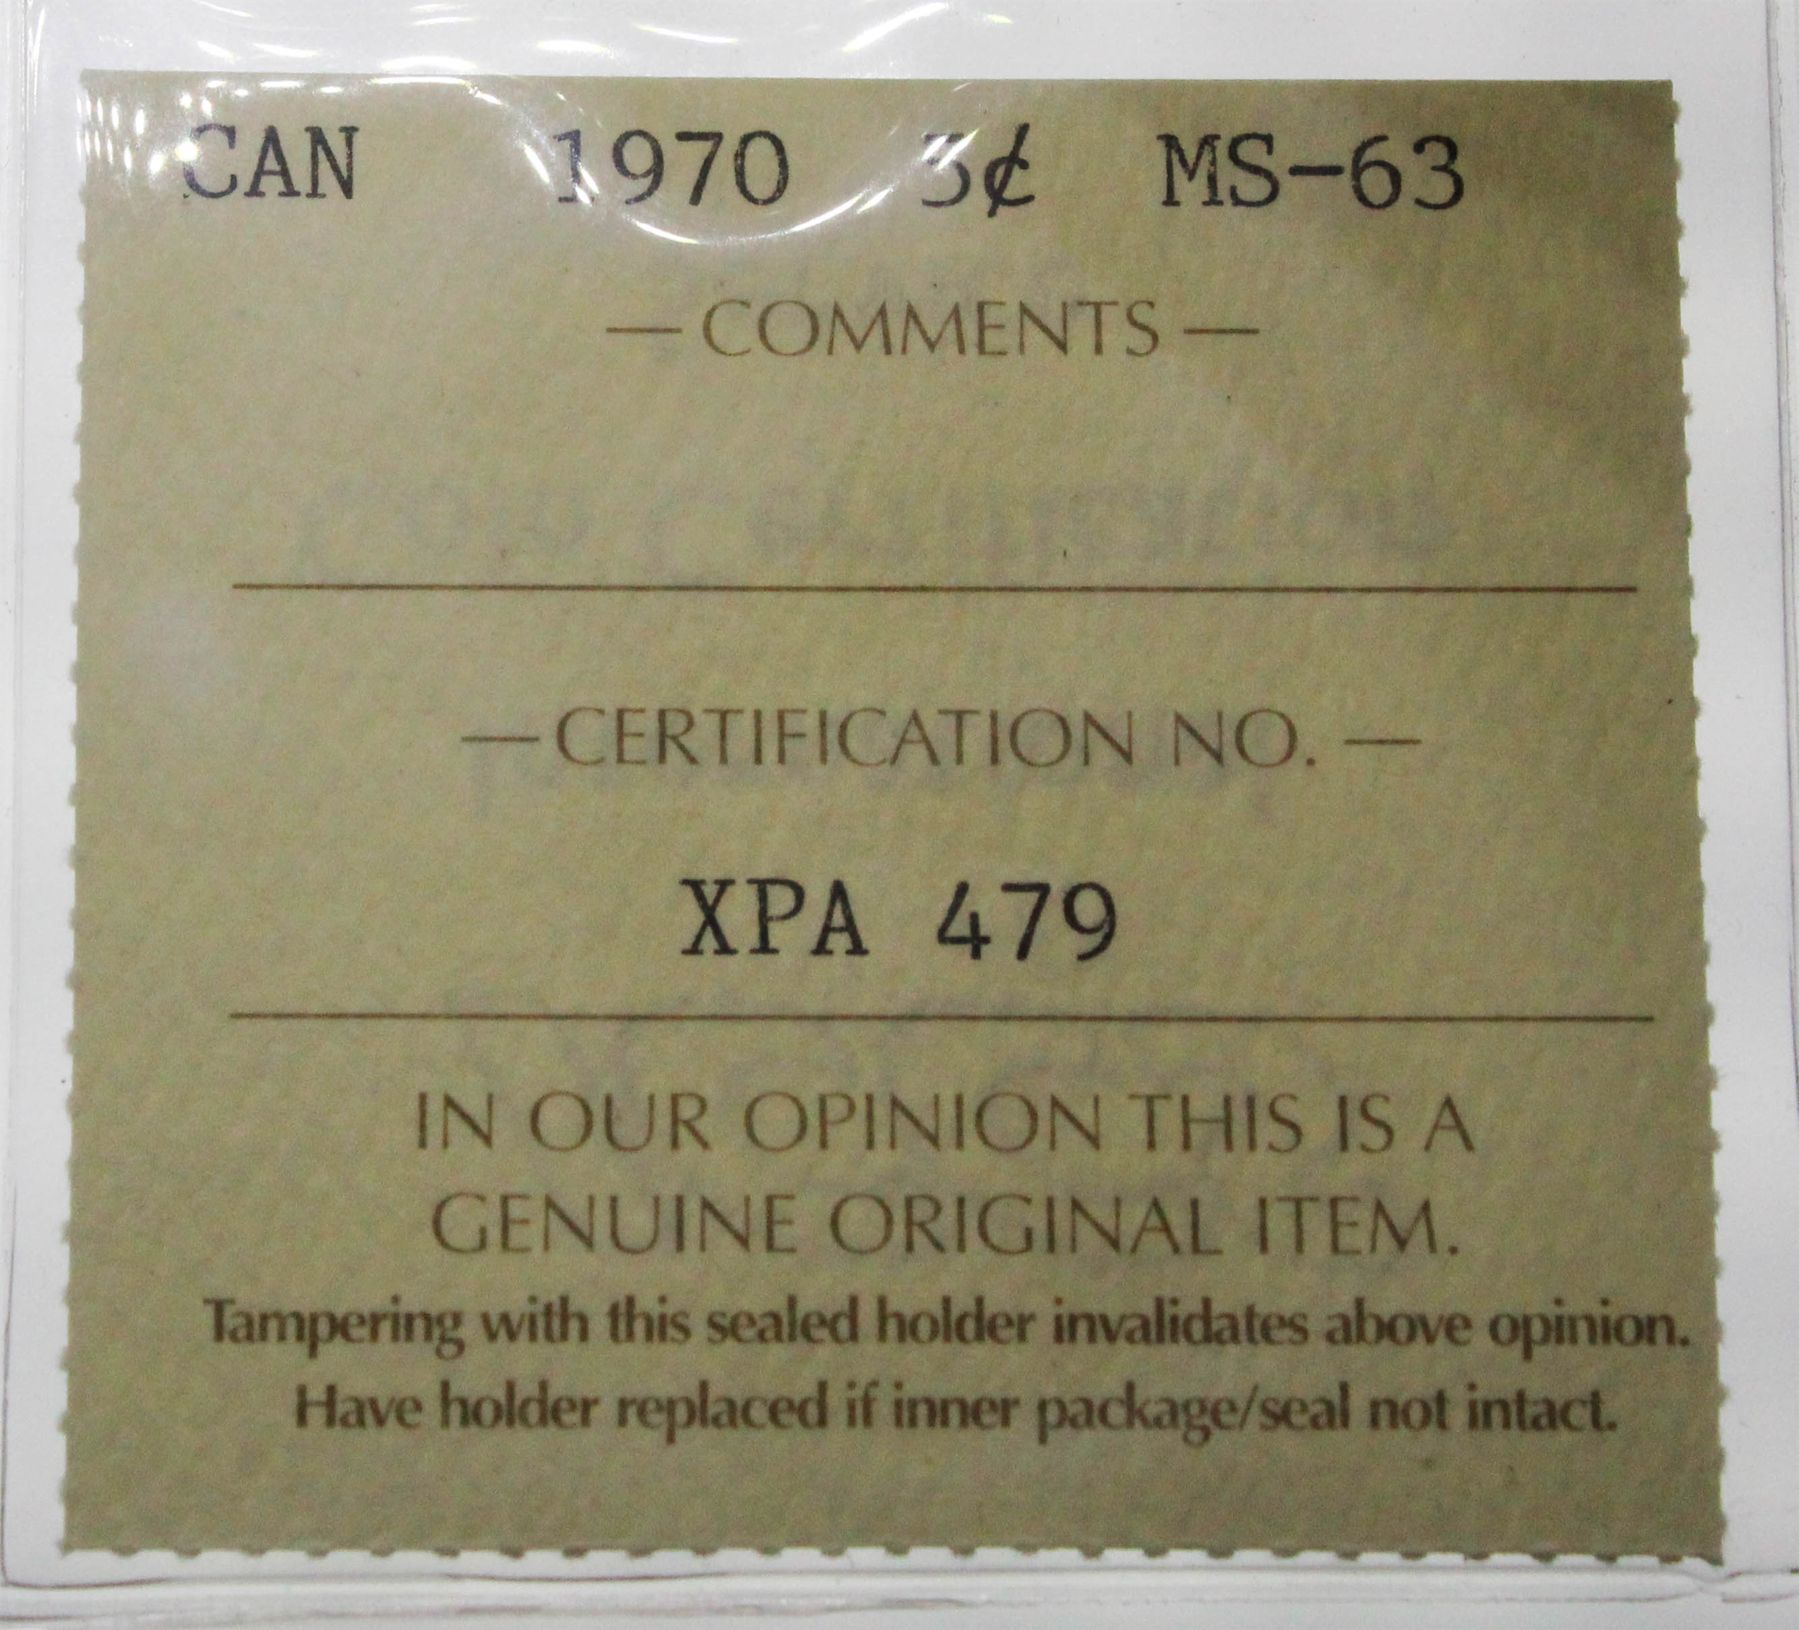 CAN 1970 5¢ MS-63
— COMMENTS —
— CERTIFICATION NO. —
XPA 479
IN OUR OPINION THIS IS A
GENUINE ORIGINAL ITEM.
Tampering with this sealed holder invalidates above opinion.
Have holder replaced if inner package/seal not intact.